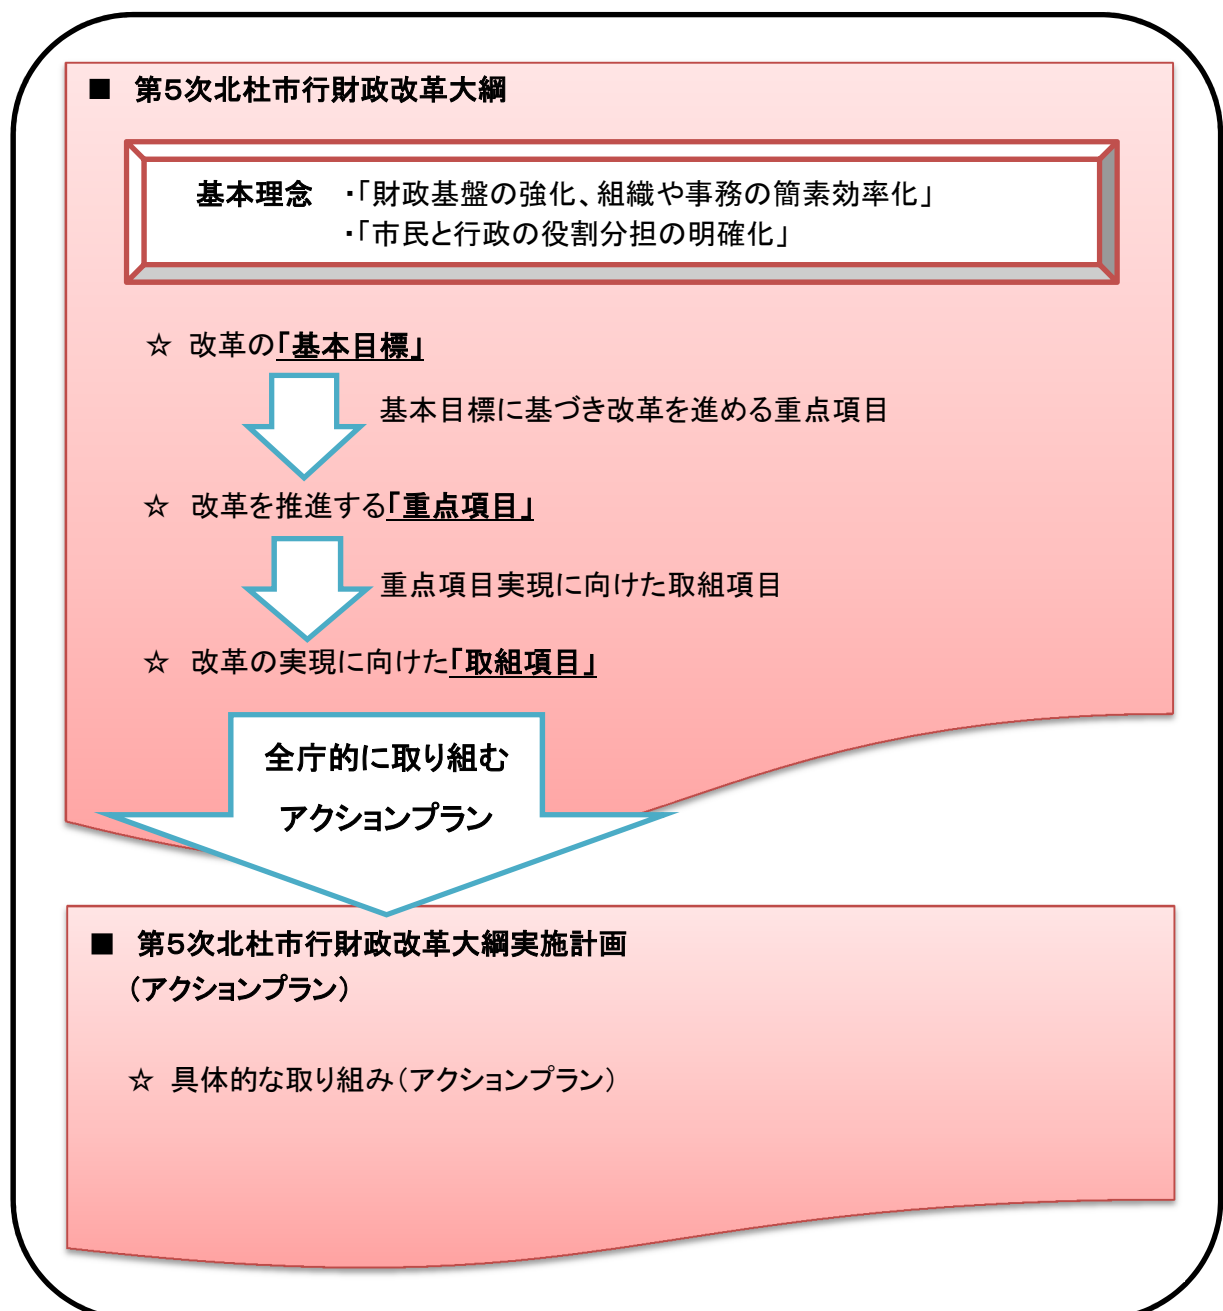 ■ 第5次北杜市行財政改革大綱
基本理念 ・「財政基盤の強化、組織や事務の簡素効率化」
・「市民と行政の役割分担の明確化」
☆ 改革の「基本目標」
基本目標に基づき改革を進める重点項目
☆ 改革を推進する「重点項目」
重点項目実現に向けた取組項目
☆ 改革の実現に向けた「取組項目」
全庁的に取り組む
アクションプラン
■ 第5次北杜市行財政改革大綱実施計画
（アクションプラン）
☆ 具体的な取り組み（アクションプラン）